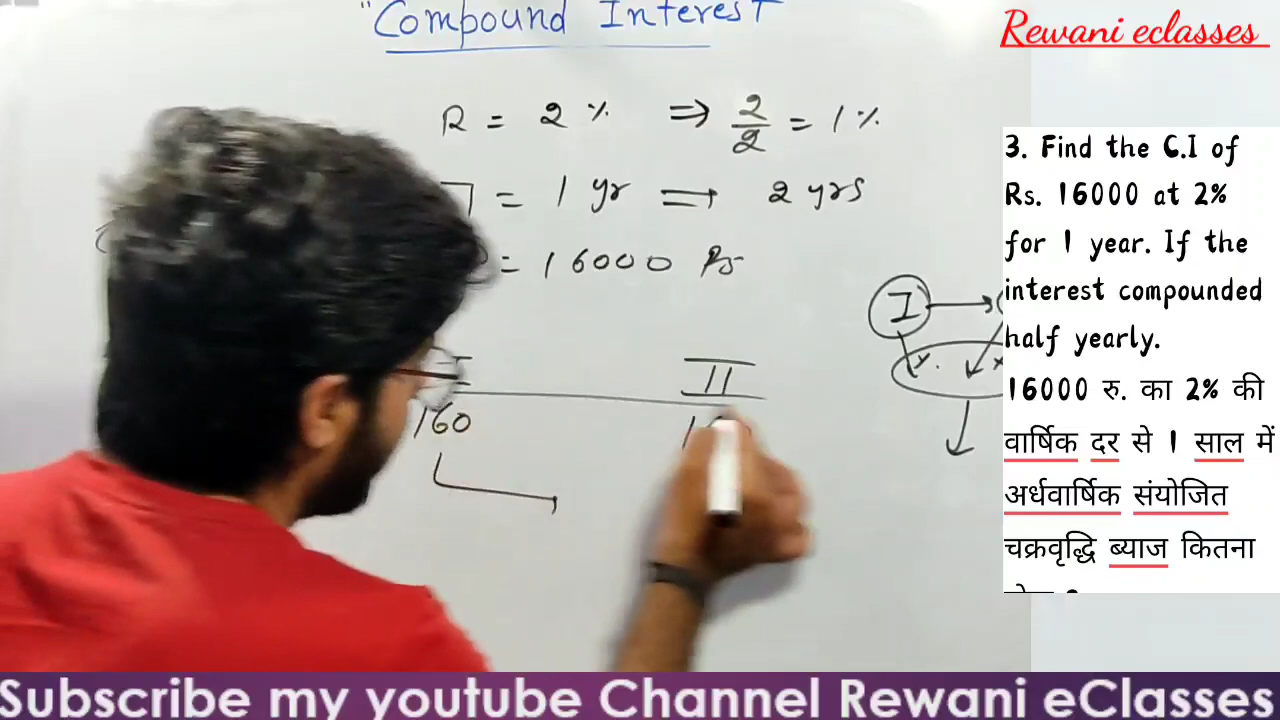 "Compound Interest
Rewani eclasses
R = 2 % ⇒ 2/2 = 1 %
= 1 yr ⇒ 2 yrs
= 16000 Rs
I
II
160
I
3. Find the C.I of
Rs. 16000 at 2%
for 1 year. If the
interest compounded
half yearly.
16000 रु. का 2% की
वार्षिक दर से 1 साल में
अर्धवार्षिक संयोजित
चक्रवृद्धि ब्याज कितना
Subscribe my youtube Channel Rewani eClasses